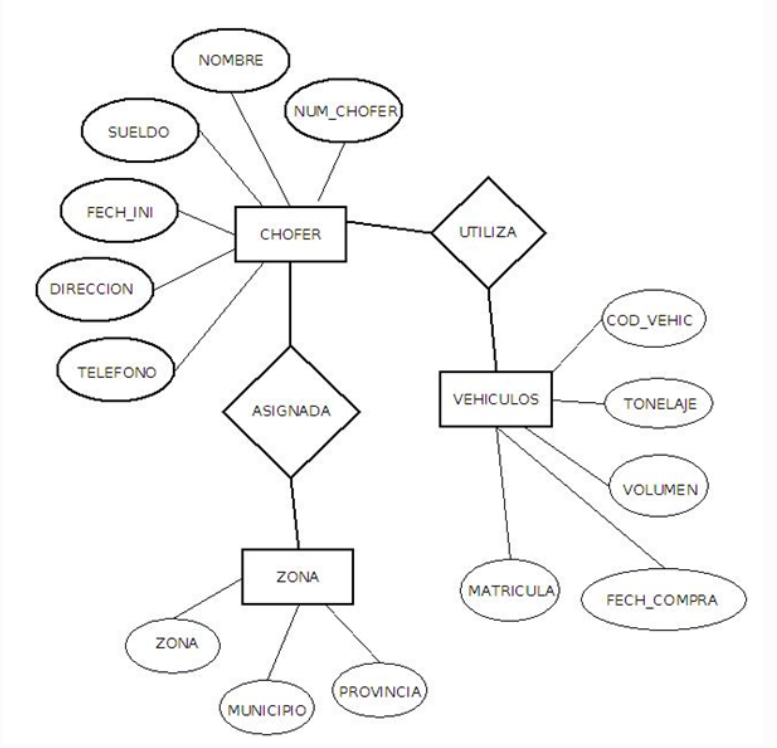 NOMBRE
NUM_CHOFER
SUELDO
FECH_INI
CHOFER
UTILIZA
DIRECCION
COD_VEHIC
TELEFONO
VEHICULOS
TONELAJE
ASIGNADA
VOLUMEN
ZONA
MATRICULA
FECH_COMPRA
ZONA
PROVINCIA
MUNICIPIO